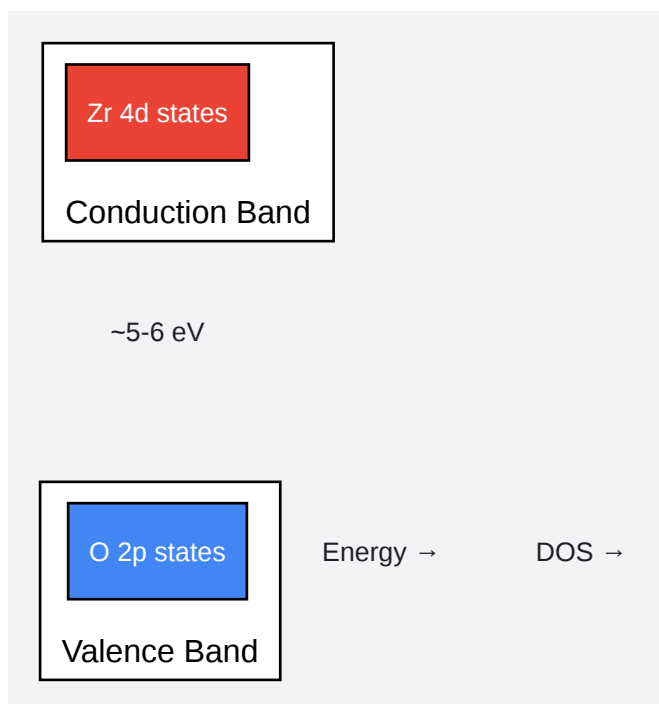 Zr 4d states
Conduction Band
~5-6 eV
O 2p states
Energy →
DOS →
Valence Band